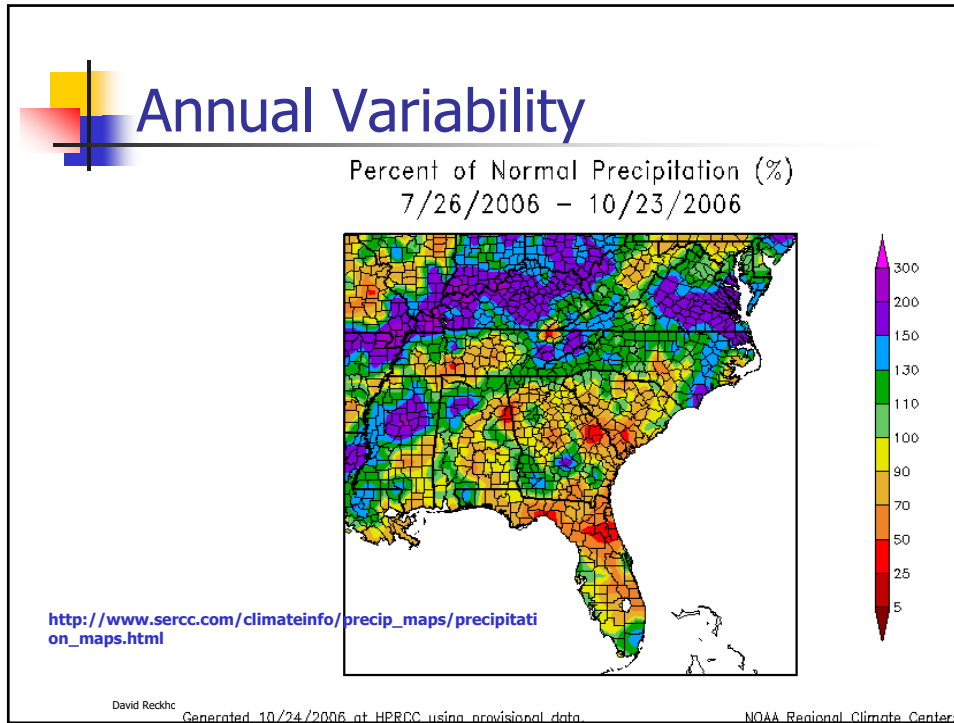 Annual Variability
Percent of Normal Precipitation (%)
7/26/2006 – 10/23/2006
300
200
150
130
110
100
90
70
50
25
5
http://www.sercc.com/climateinfo/precip_maps/precipitati
on_maps.html
David Reckho
Generated 10/24/2006 at HPRCC using provisional data.
NOAA Regional Climate Centers